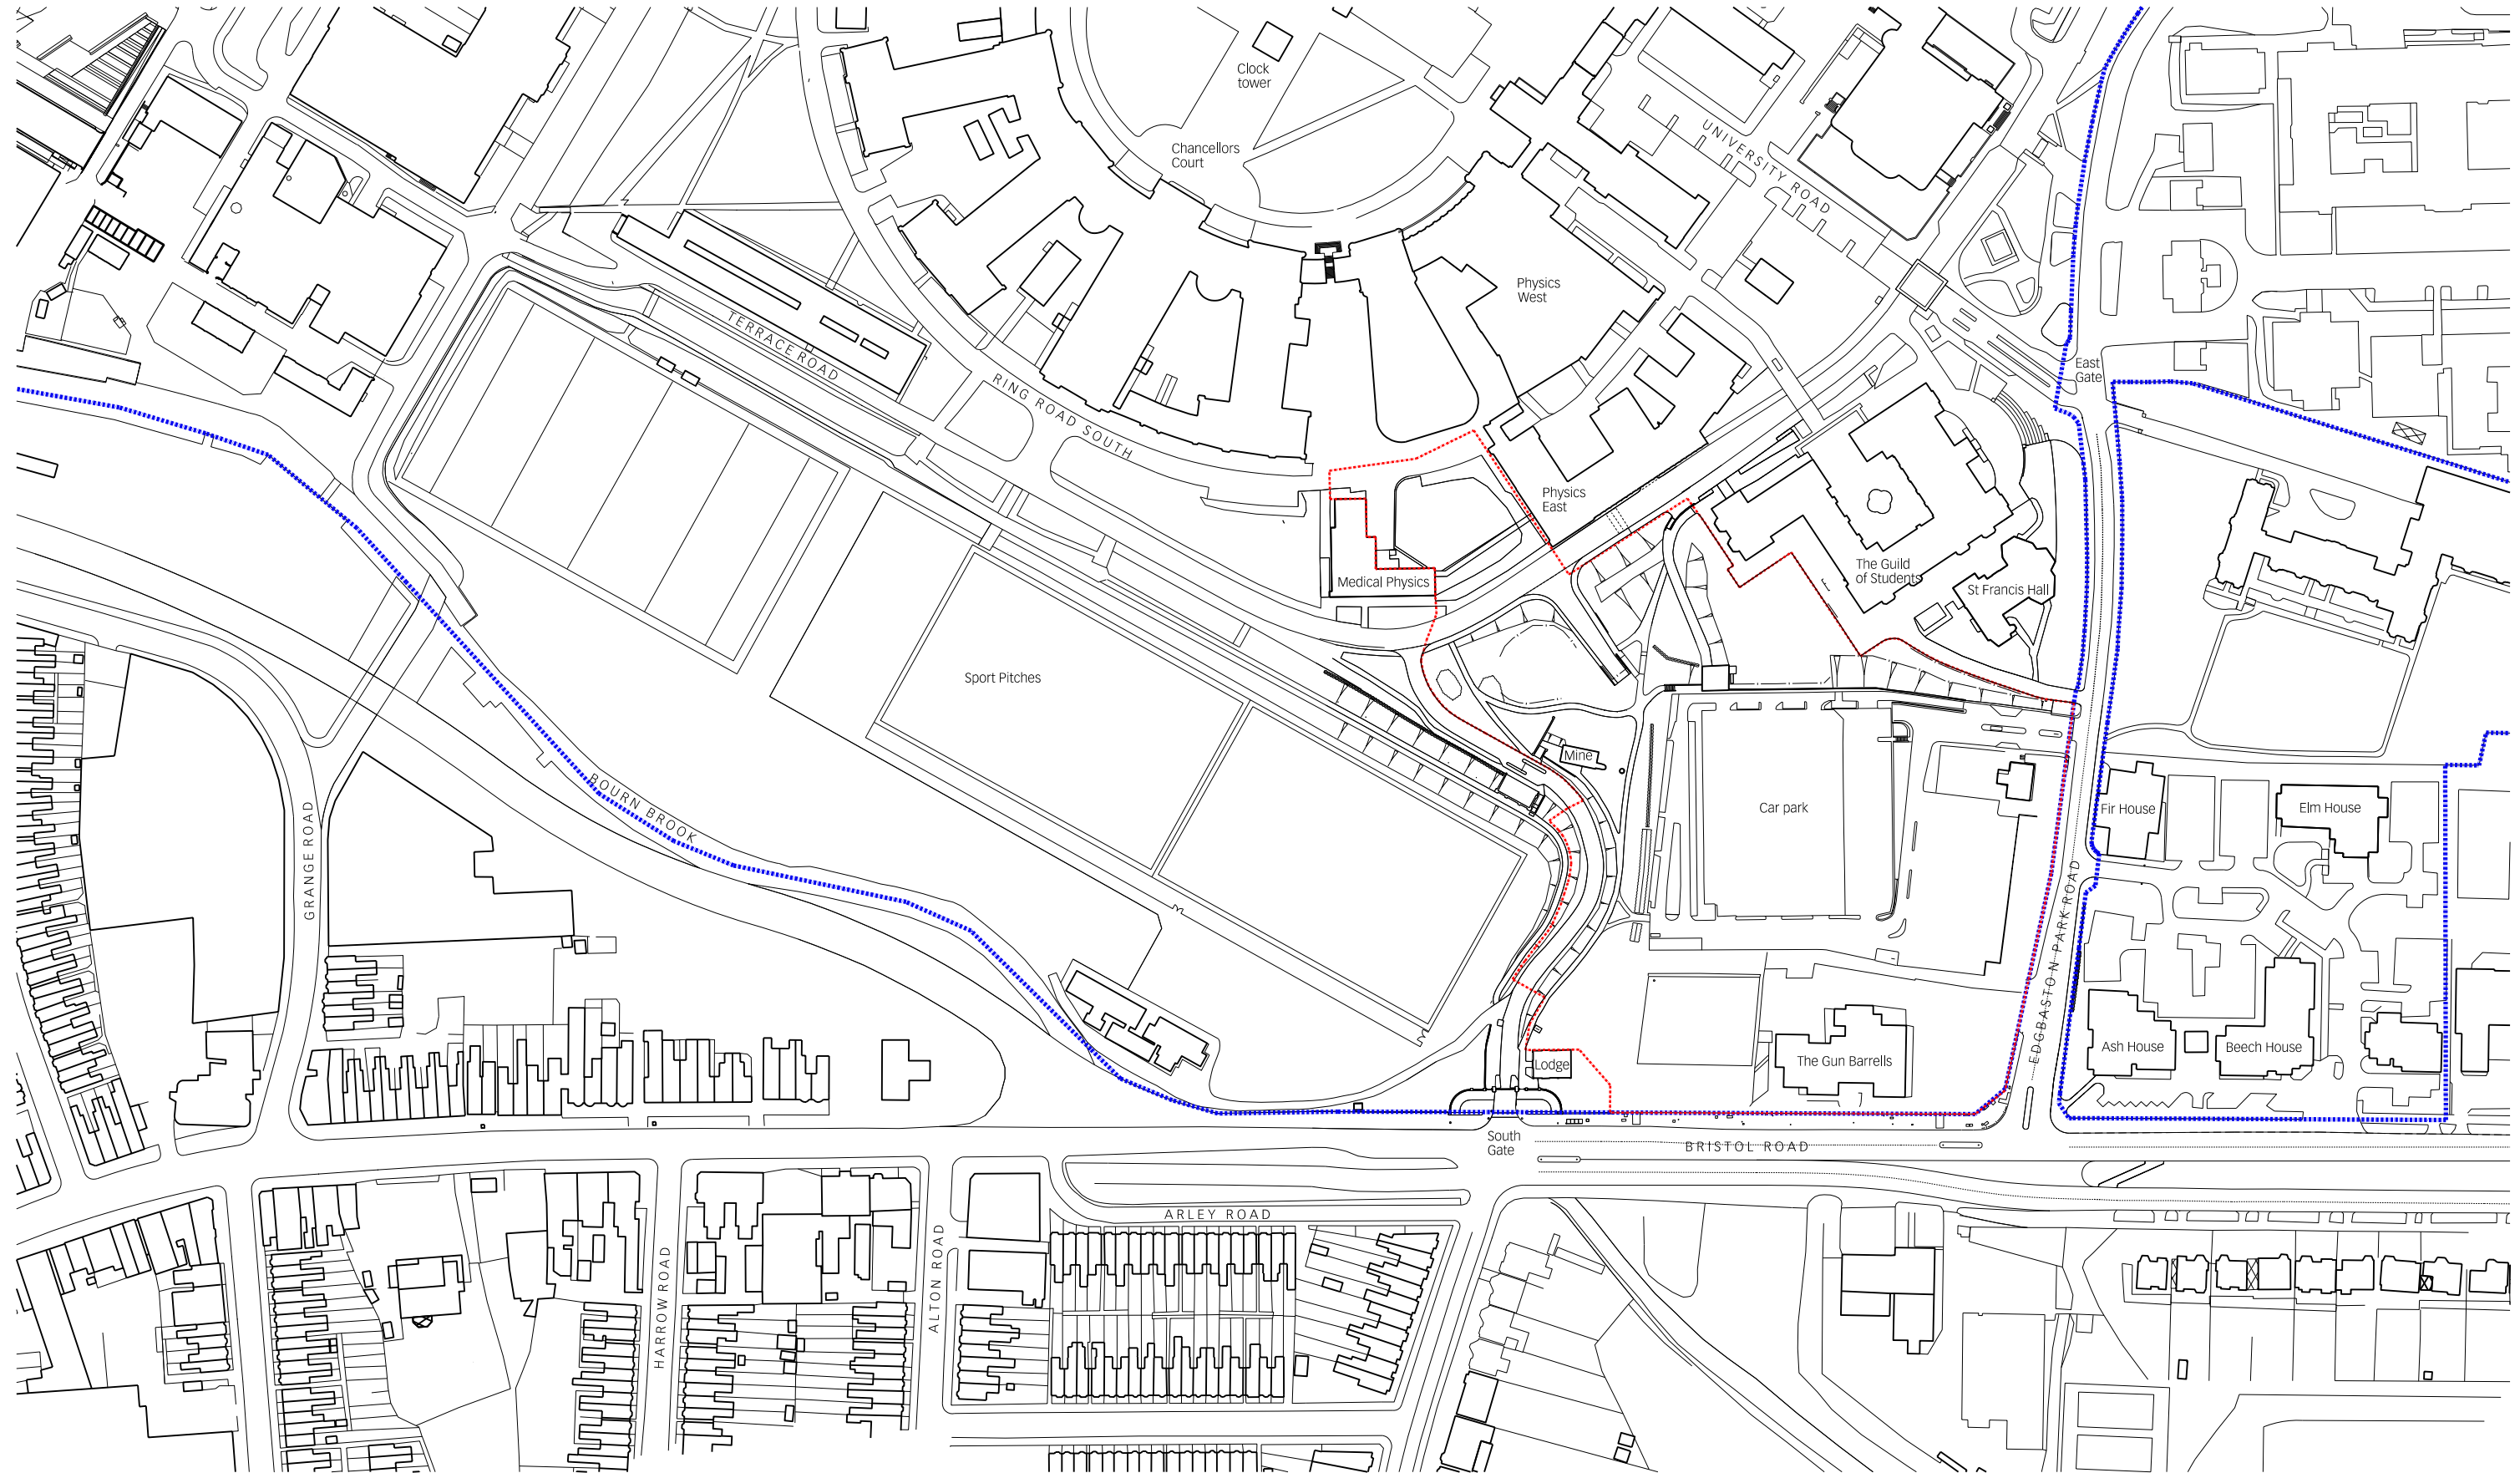 Clock
tower
Chancellors
Court
UNIVERSITY ROAD
Physics
West
TERRACE ROAD
RING ROAD SOUTH
East
Gate
Physics
East
Medical Physics
The Guild
of Students
St Francis Hall
Sport Pitches
Mine
BOURN BROOK
GRANGE ROAD
Car park
Fir House
Elm House
EDGBASTON PARK ROAD
Lodge
The Gun Barrells
Ash House
Beech House
South
Gate
BRISTOL ROAD
ARLEY ROAD
HARROW ROAD
ALTON ROAD